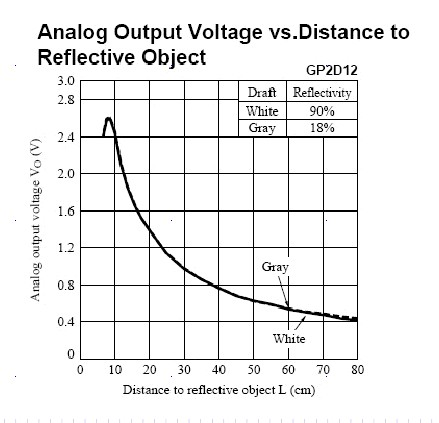 Analog Output Voltage vs.Distance to
Reflective Object
GP2D12
Draft Reflectivity
White 90%
Gray 18%
Analog output voltage VO (V)
3.0
2.8
2.4
2.0
1.6
1.2
0.8
0.4
0
Gray
White
0 10 20 30 40 50 60 70 80
Distance to reflective object L (cm)